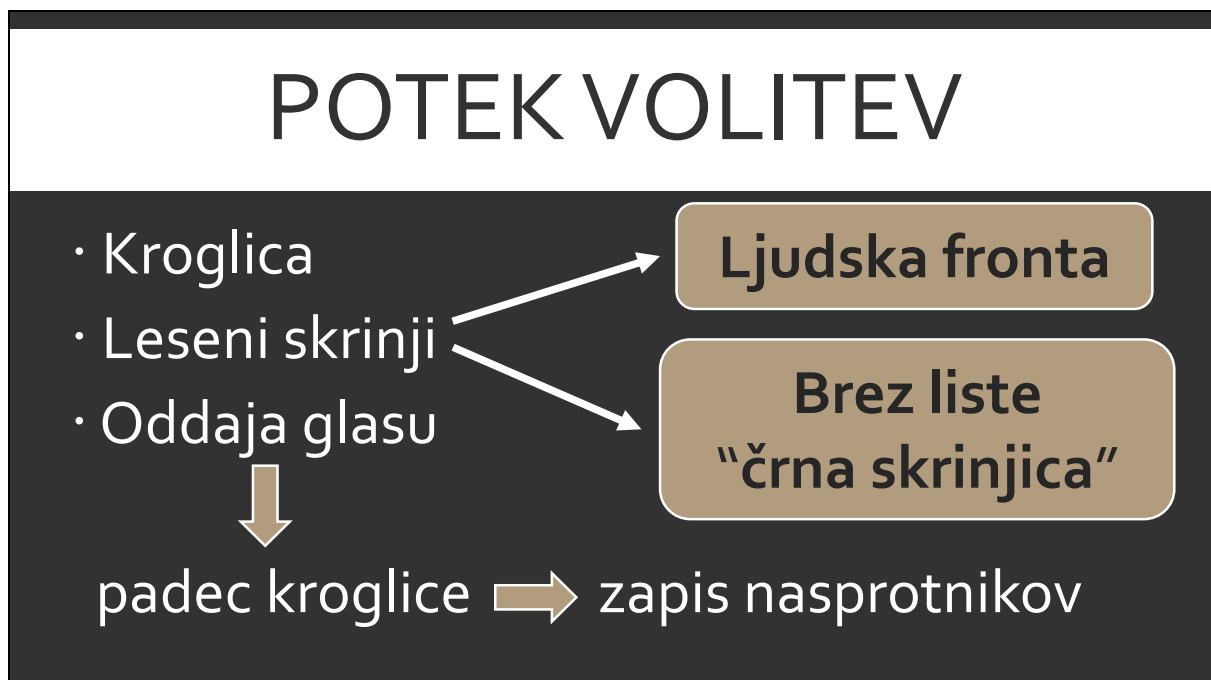 POTEK VOLITEV
· Kroglica
· Leseni skrinji
· Oddaja glasu
Ljudska fronta
Brez liste
“črna skrinjica”
padec kroglice
zapis nasprotnikov